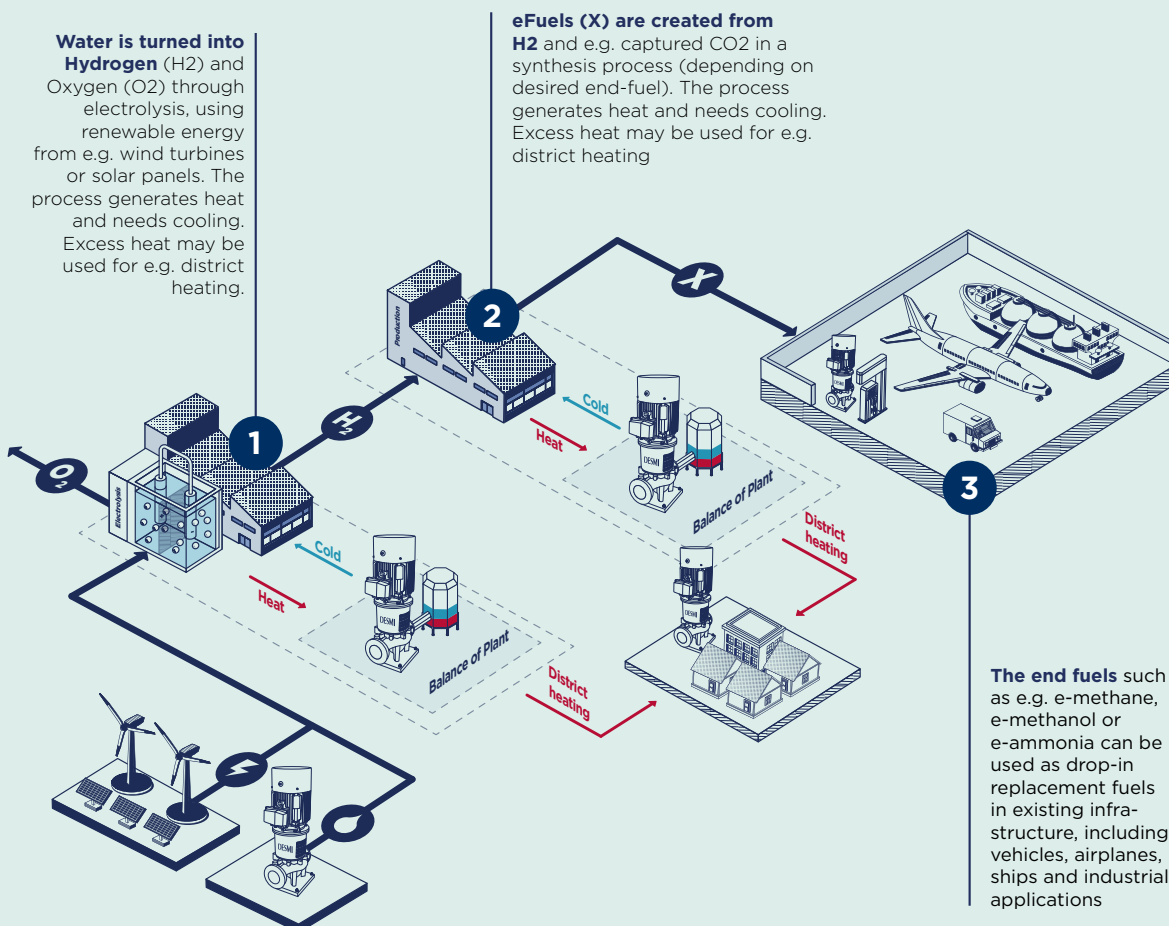 Water is turned into
Hydrogen (H2) and
Oxygen (O2) through
electrolysis, using
renewable energy
from e.g. wind turbines
or solar panels. The
process generates heat
and needs cooling.
Excess heat may be
used for e.g. district
heating.
eFuels (X) are created from
H2 and e.g. captured CO2 in a
synthesis process (depending on
desired end-fuel). The process
generates heat and needs cooling.
Excess heat may be used for e.g.
district heating
X
Production
2
Cold
Heat
DESMI
Balance of Plant
3
1
H2
O2
Electrolysis
Cold
Heat
DESMI
Balance of Plant
District
heating
District
heating
DESMI
DESMI
DESMI
The end fuels such
as e.g. e-methane,
e-methanol or
e-ammonia can be
used as drop-in
replacement fuels
in existing infra-
structure, including
vehicles, airplanes,
ships and industrial
applications